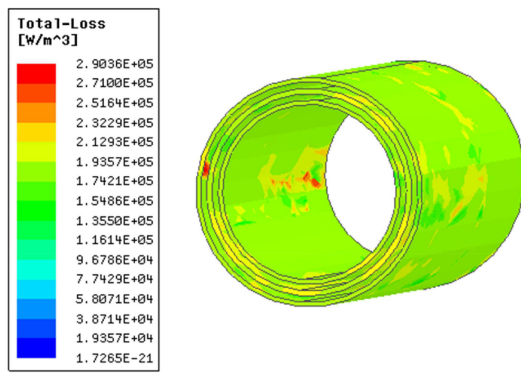 Total-Loss
[W/m^3]
2.9036E+05
2.7100E+05
2.5164E+05
2.3229E+05
2.1293E+05
1.9357E+05
1.7421E+05
1.5486E+05
1.3550E+05
1.1614E+05
9.6786E+04
7.7429E+04
5.8071E+04
3.8714E+04
1.9357E+04
1.7265E-21